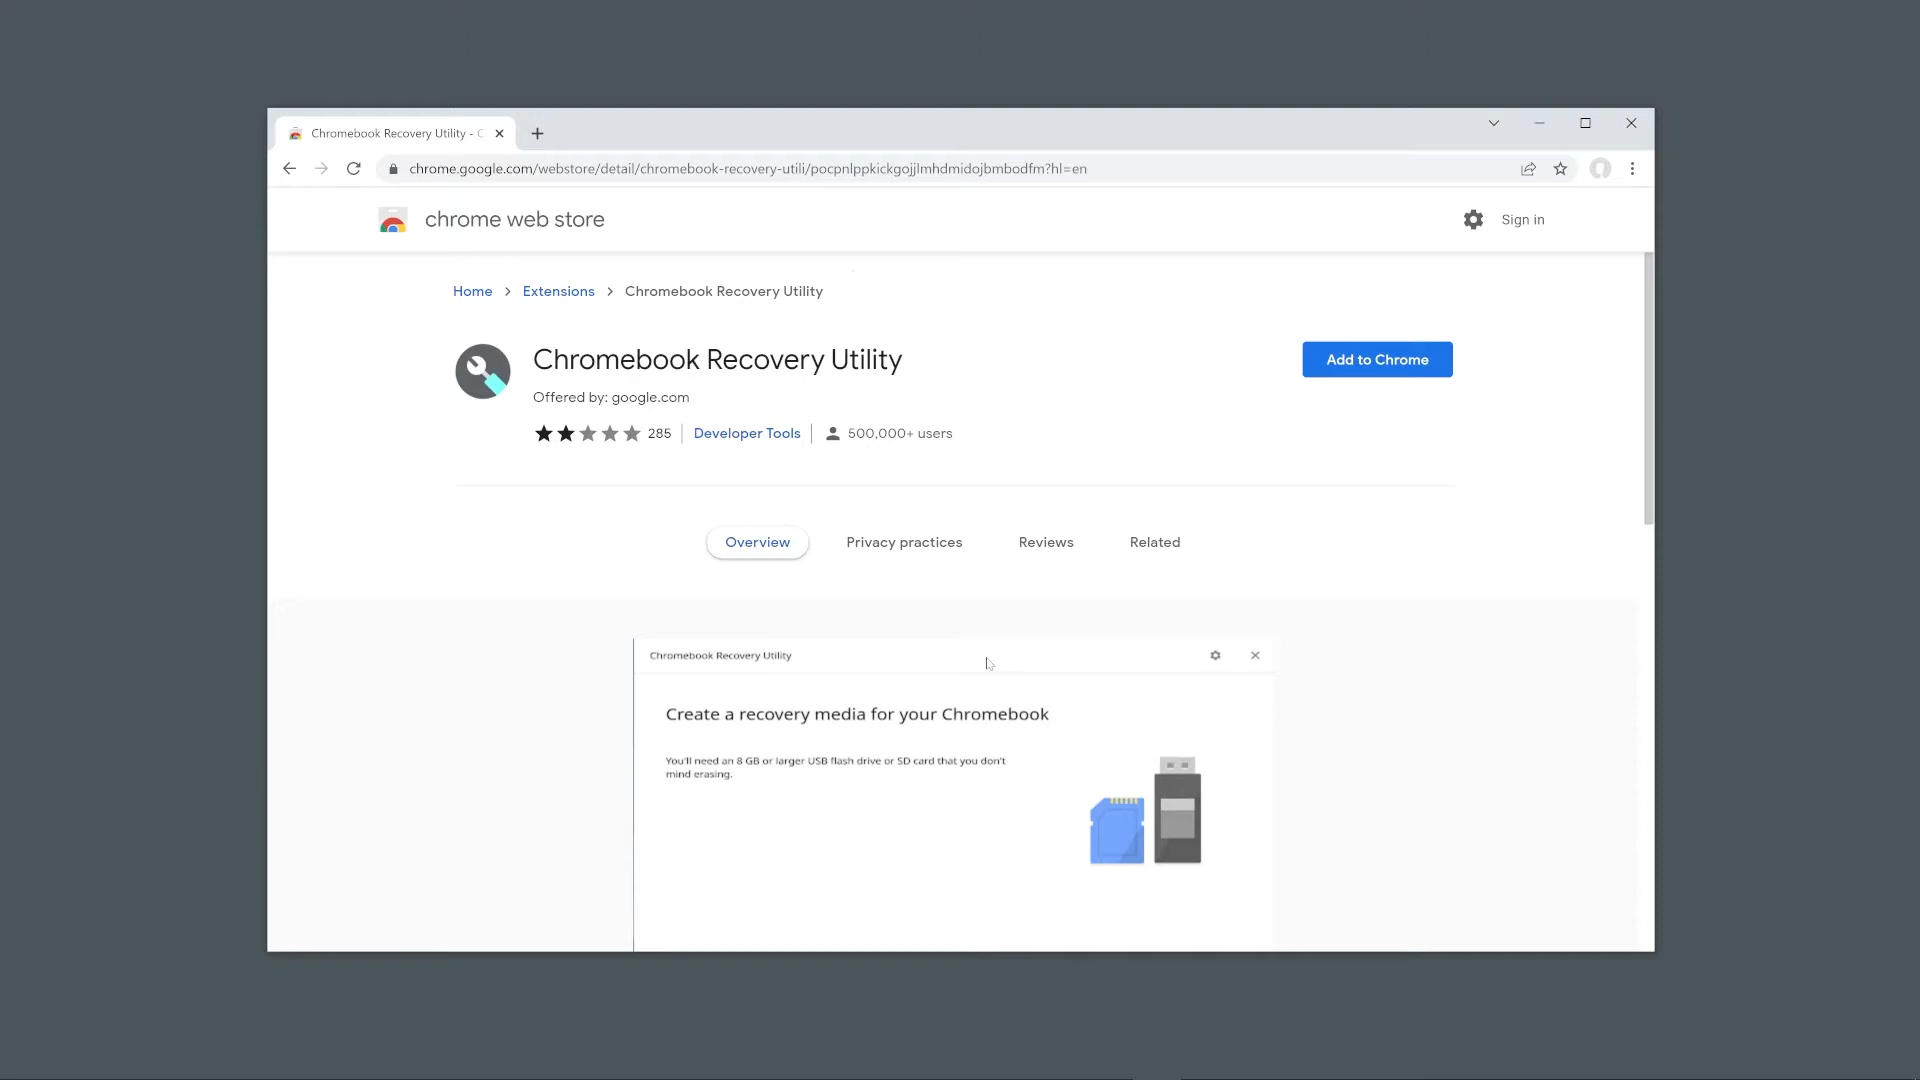 Chromebook Recovery Utility - C
chrome.google.com/webstore/detail/chromebook-recovery-utili/pocpnlppkickgojjlmhdmidojbmbodfm?hl=en
chrome web store
Sign in
Home > Extensions > Chromebook Recovery Utility
Chromebook Recovery Utility
Add to Chrome
Offered by: google.com
285 | Developer Tools | 500,000+ users
Overview Privacy practices Reviews Related
Chromebook Recovery Utility
Create a recovery media for your Chromebook
You'll need an 8 GB or larger USB flash drive or SD card that you don't
mind erasing.